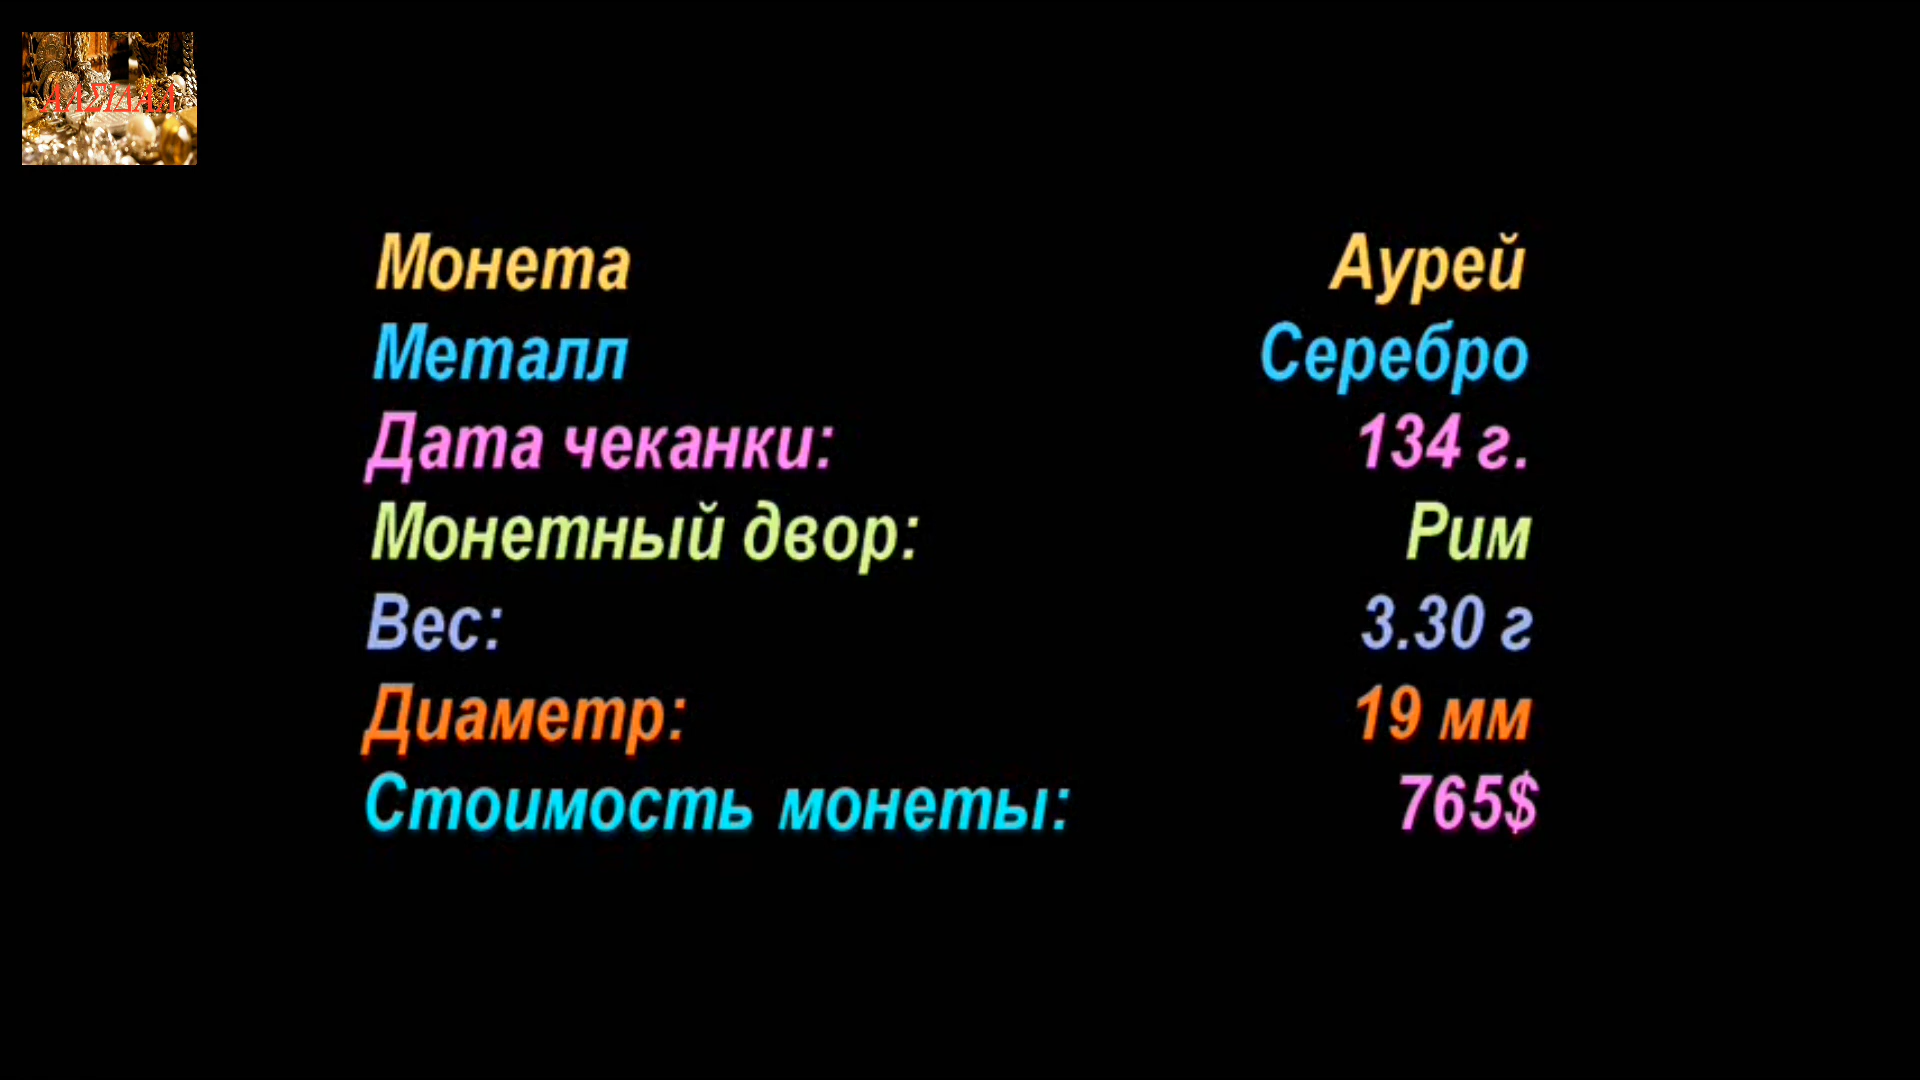 Монета Аурей
Металл Серебро
Дата чеканки: 134 г.
Монетный двор: Рим
Вес: 3.30 г
Диаметр: 19 мм
Стоимость монеты: 765$